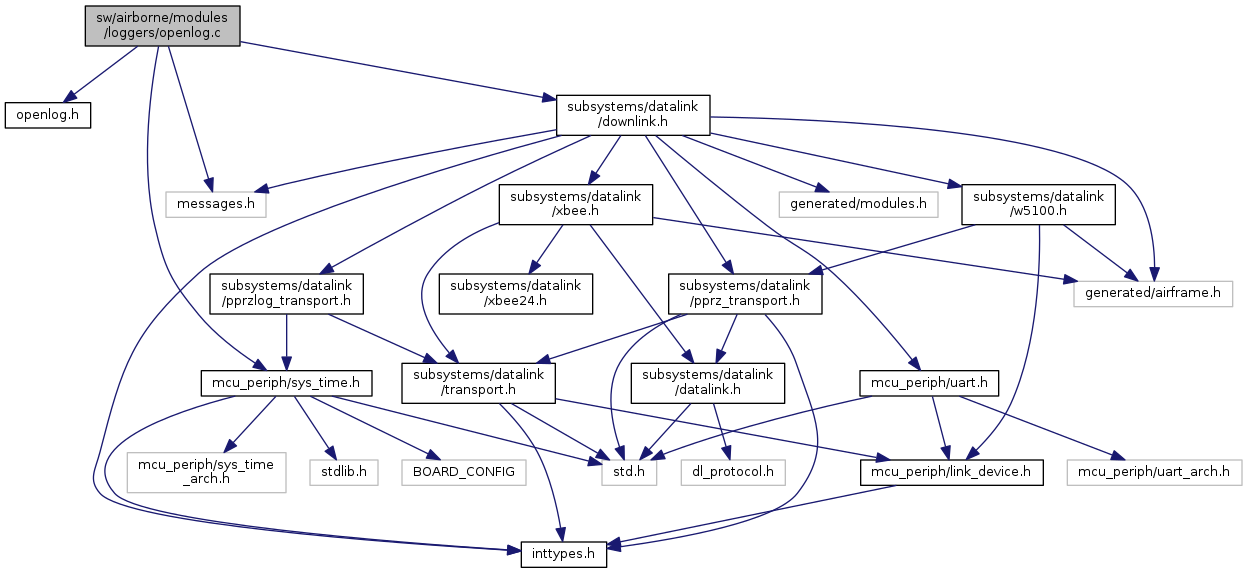 sw/airborne/modules
/loggers/openlog.c
openlog.h
subsystems/datalink
/downlink.h
messages.h
subsystems/datalink
/xbee.h
generated/modules.h
subsystems/datalink
/w5100.h
subsystems/datalink
/pprzlog_transport.h
subsystems/datalink
/xbee24.h
subsystems/datalink
/pprz_transport.h
generated/airframe.h
mcu_periph/sys_time.h
subsystems/datalink
/transport.h
subsystems/datalink
/datalink.h
mcu_periph/uart.h
mcu_periph/sys_time
_arch.h
stdlib.h
BOARD_CONFIG
std.h
dl_protocol.h
mcu_periph/link_device.h
mcu_periph/uart_arch.h
inttypes.h